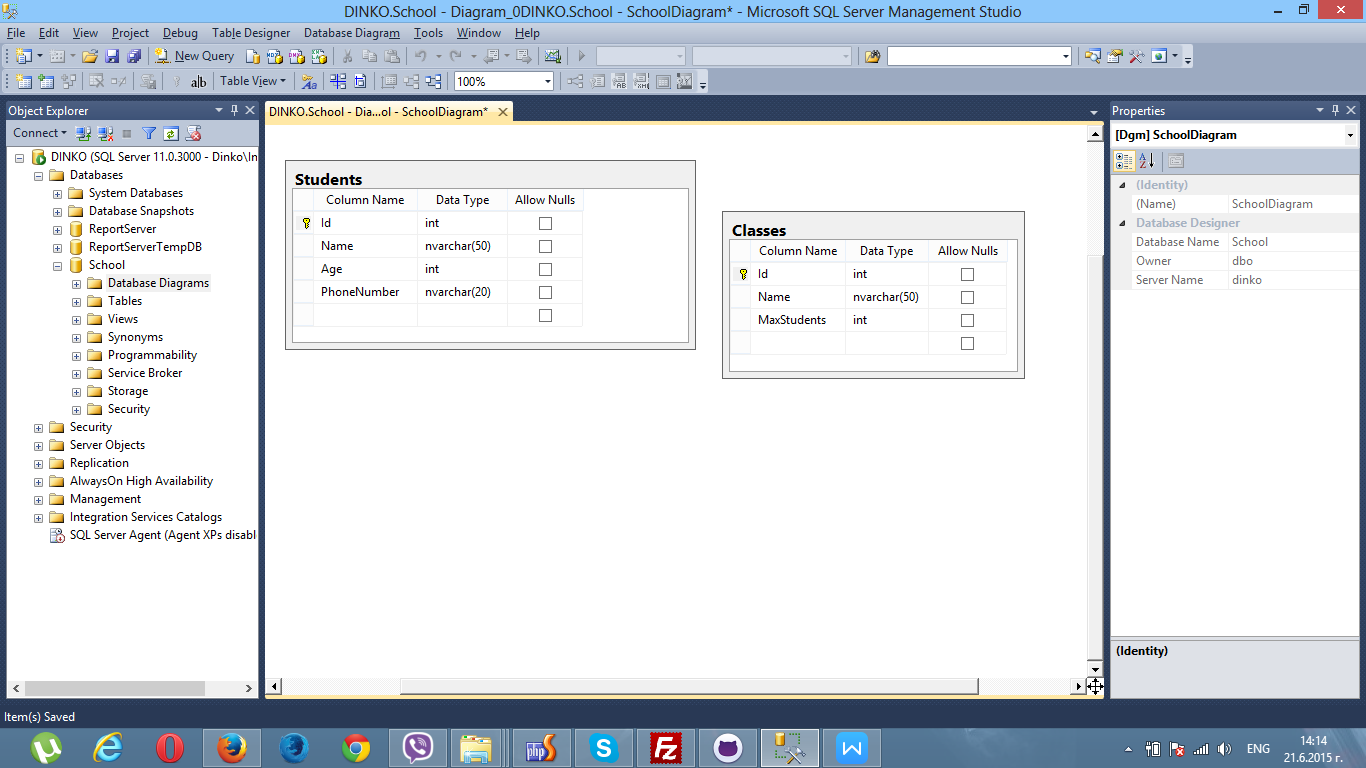 DINKO.School - Diagram_0DINKO.School - SchoolDiagram* - Microsoft SQL Server Management Studio
File Edit View Project Debug Table Designer Database Diagram Tools Window Help
New Query
ab Table View 100%
Object Explorer
Connect
DINKO (SQL Server 11.0.3000 - Dinko\In
Databases
System Databases
Database Snapshots
ReportServer
ReportServerTempDB
School
Database Diagrams
Tables
Views
Synonyms
Programmability
Service Broker
Storage
Security
Security
Server Objects
Replication
AlwaysOn High Availability
Management
Integration Services Catalogs
SQL Server Agent (Agent XPs disabl
DINKO.School - Dia...ol - SchoolDiagram*
Students
Column Name Data Type Allow Nulls
Id int
Name nvarchar(50)
Age int
PhoneNumber nvarchar(20)
Classes
Column Name Data Type Allow Nulls
Id int
Name nvarchar(50)
MaxStudents int
Properties
[Dgm] SchoolDiagram
(Identity)
(Name) SchoolDiagram
Database Designer
Database Name School
Owner dbo
Server Name dinko
(Identity)
Item(s) Saved
php S
S
Fz
W
ENG
14:14
21.6.2015 г.